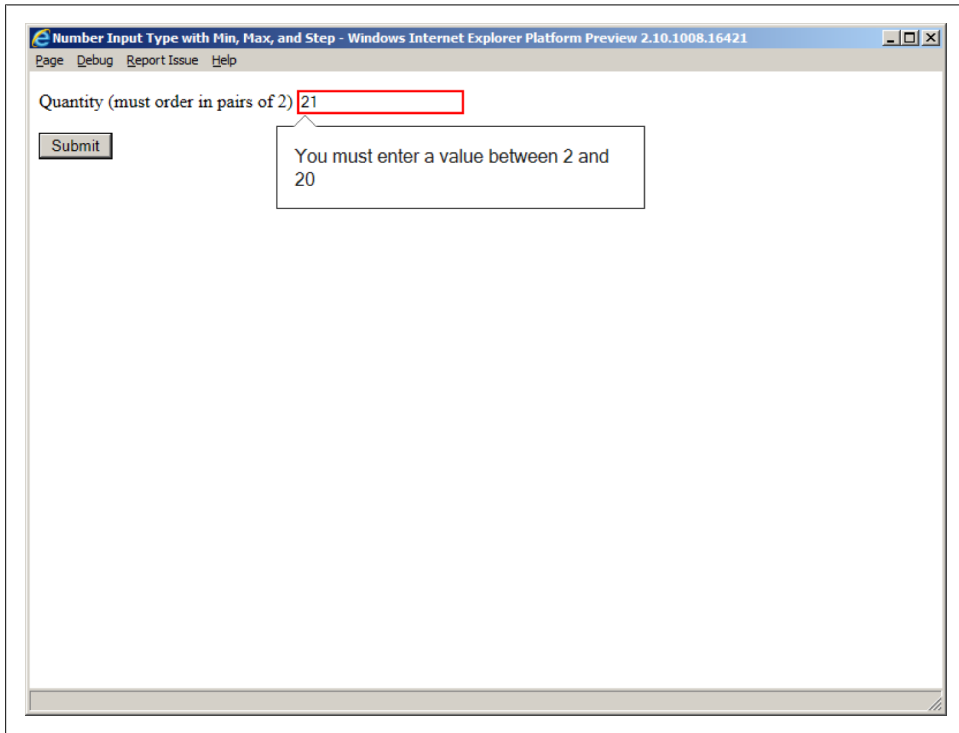 Number Input Type with Min, Max, and Step - Windows Internet Explorer Platform Preview 2.10.1008.16421
Page Debug Report Issue Help
Quantity (must order in pairs of 2) 21
Submit
You must enter a value between 2 and
20